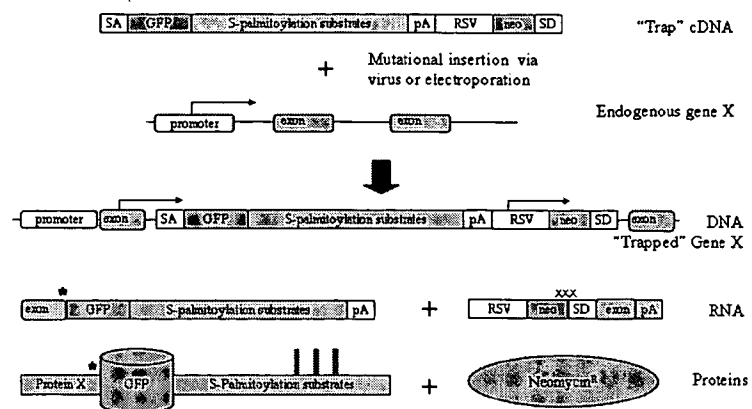 SA GFP S-palmitoylation substrates pA RSV neo SD "Trap" cDNA
+ Mutational insertion via
virus or electroporation
Endogenous gene X
promoter exon exon
promoter exon SA GFP S-palmitoylation substrates pA RSV neo SD exon DNA
"Trapped" Gene X
* xxx
exon GFP S-palmitoylation substrates pA + RSV neo SD exon pA RNA
*
Protein X GFP S-Palmitoylation substrates + Neomycin R Proteins